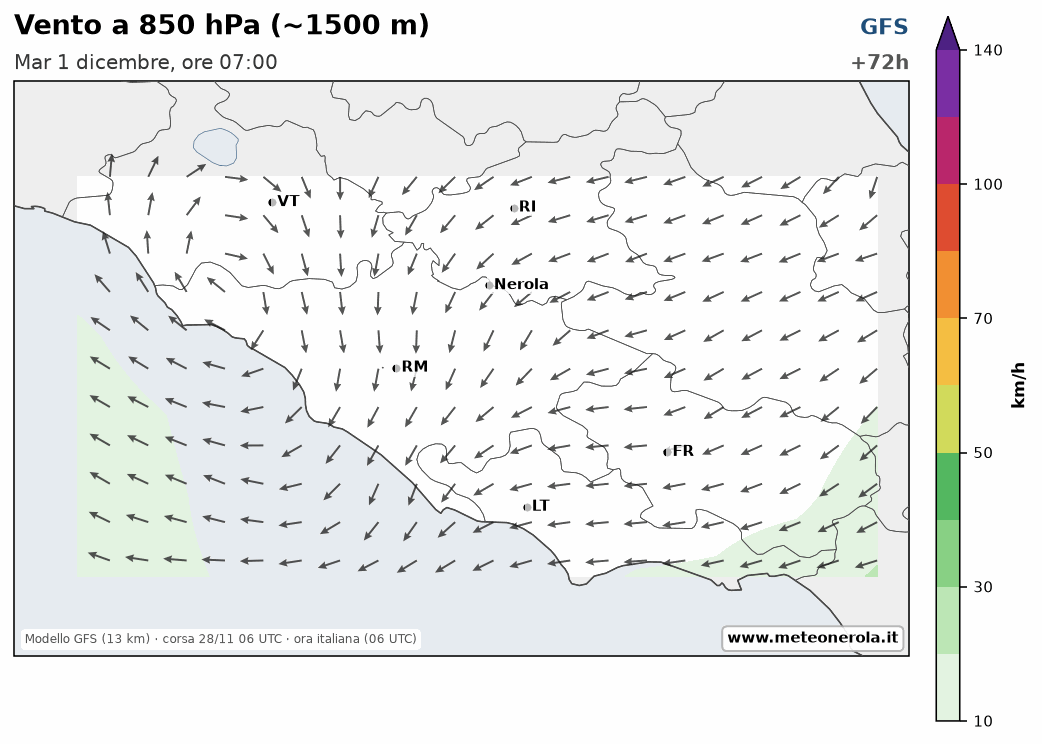 Vento a 850 hPa (~1500 m)
GFS
Mar 1 dicembre, ore 07:00
+72h
VT
RI
Nerola
RM
FR
LT
140
100
70
50
30
10
km/h
Modello GFS (13 km) · corsa 28/11 06 UTC · ora italiana (06 UTC)
www.meteonerola.it